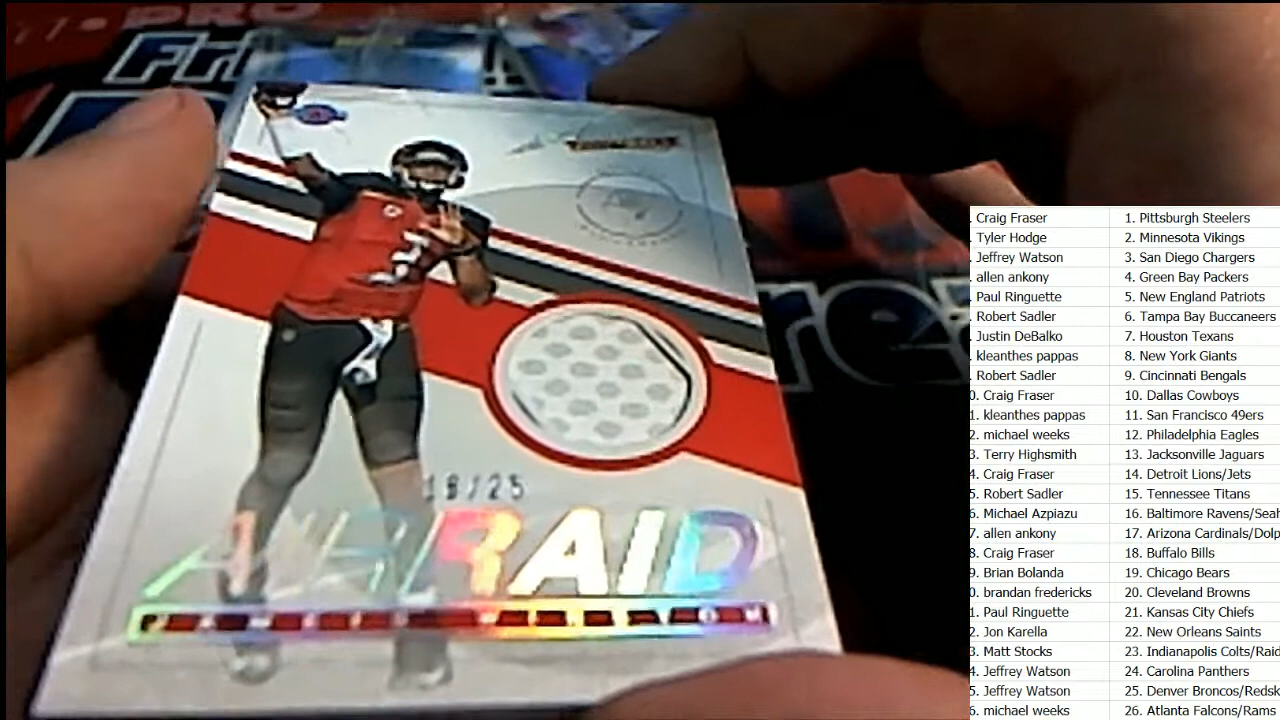 PRO
Fri
3
18/25
AIR RAID
JAMEIS WINSTON
. Craig Fraser 1. Pittsburgh Steelers
. Tyler Hodge 2. Minnesota Vikings
. Jeffrey Watson 3. San Diego Chargers
. allen ankony 4. Green Bay Packers
. Paul Ringuette 5. New England Patriots
. Robert Sadler 6. Tampa Bay Buccaneers
. Justin DeBalko 7. Houston Texans
. kleanthes pappas 8. New York Giants
. Robert Sadler 9. Cincinnati Bengals
0. Craig Fraser 10. Dallas Cowboys
1. kleanthes pappas 11. San Francisco 49ers
2. michael weeks 12. Philadelphia Eagles
3. Terry Highsmith 13. Jacksonville Jaguars
4. Craig Fraser 14. Detroit Lions/Jets
5. Robert Sadler 15. Tennessee Titans
6. Michael Azpiazu 16. Baltimore Ravens/Seah
7. allen ankony 17. Arizona Cardinals/Dolp
8. Craig Fraser 18. Buffalo Bills
9. Brian Bolanda 19. Chicago Bears
0. brandan fredericks 20. Cleveland Browns
1. Paul Ringuette 21. Kansas City Chiefs
2. Jon Karella 22. New Orleans Saints
3. Matt Stocks 23. Indianapolis Colts/Raid
4. Jeffrey Watson 24. Carolina Panthers
5. Jeffrey Watson 25. Denver Broncos/Redsk
6. michael weeks 26. Atlanta Falcons/Rams